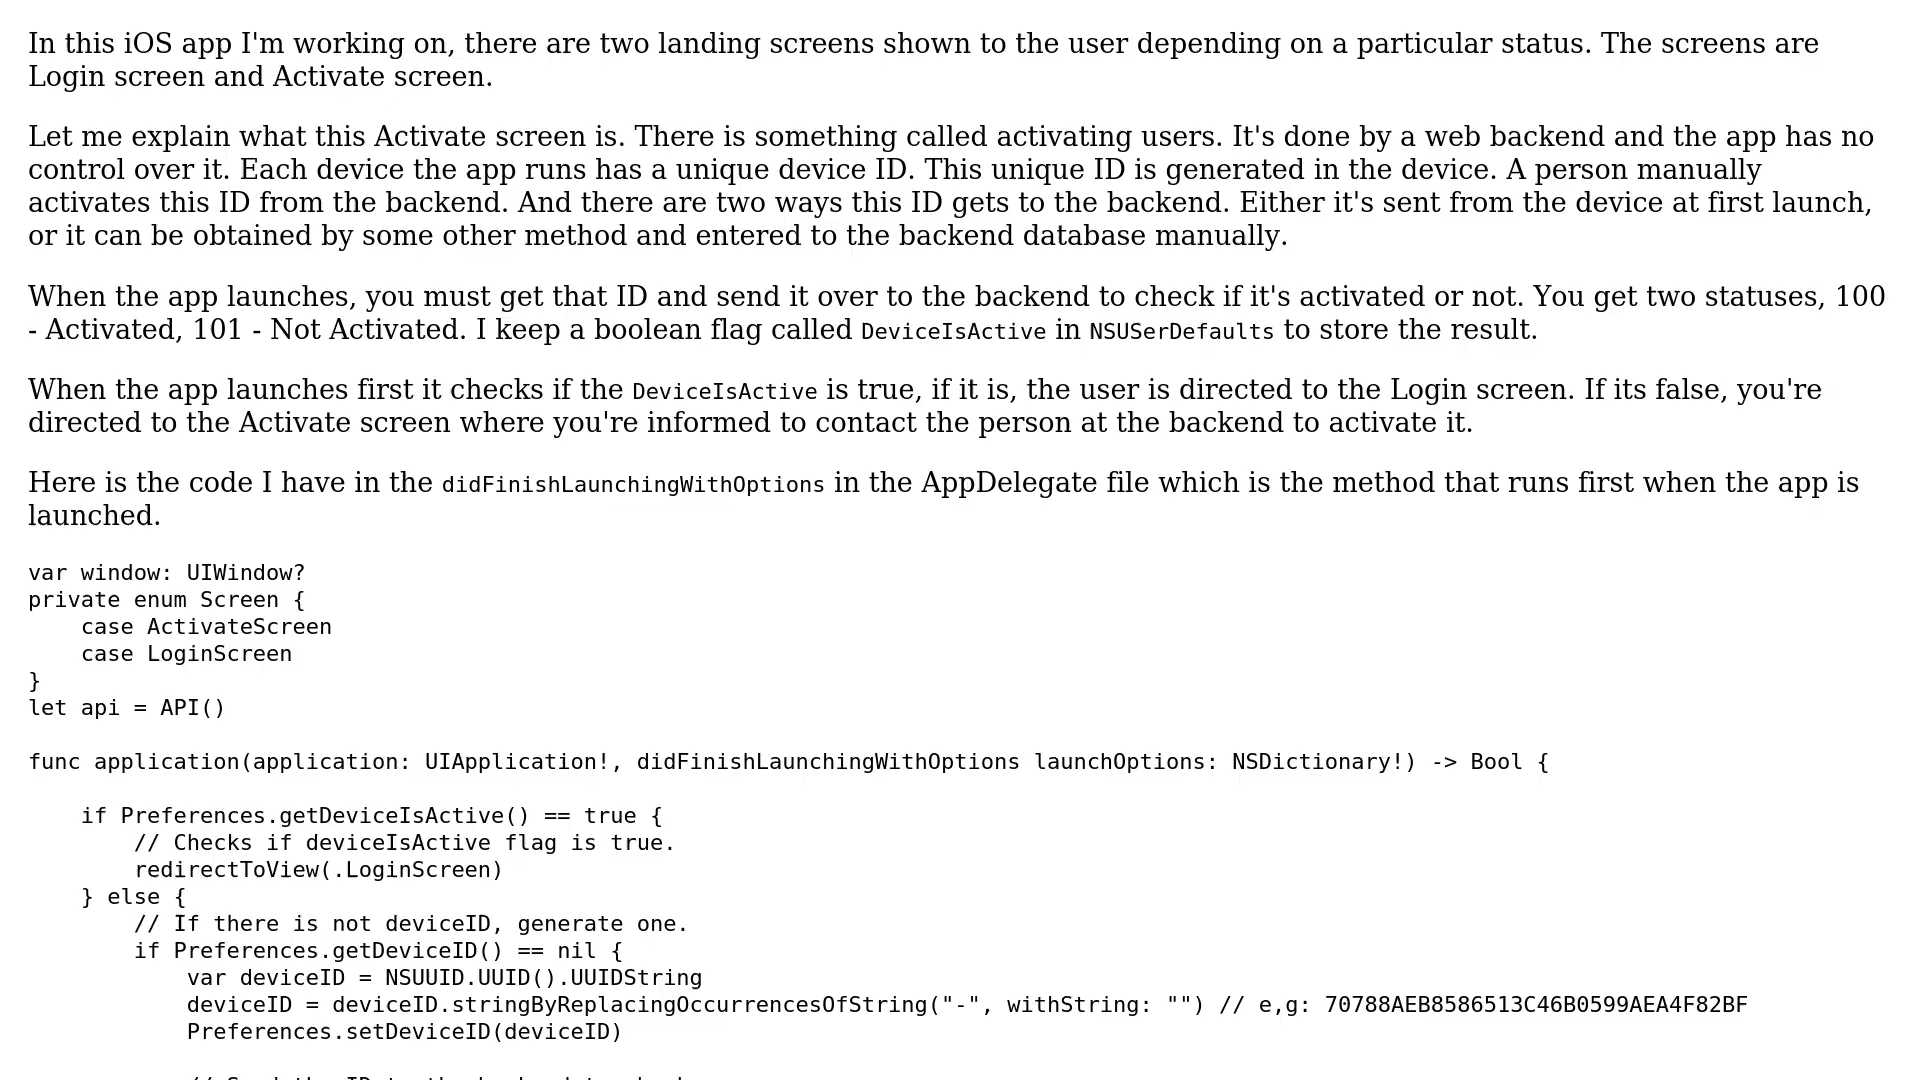 In this iOS app I'm working on, there are two landing screens shown to the user depending on a particular status. The screens are
Login screen and Activate screen.
Let me explain what this Activate screen is. There is something called activating users. It's done by a web backend and the app has no
control over it. Each device the app runs has a unique device ID. This unique ID is generated in the device. A person manually
activates this ID from the backend. And there are two ways this ID gets to the backend. Either it's sent from the device at first launch,
or it can be obtained by some other method and entered to the backend database manually.
When the app launches, you must get that ID and send it over to the backend to check if it's activated or not. You get two statuses, 100
- Activated, 101 - Not Activated. I keep a boolean flag called DeviceIsActive in NSUSerDefaults to store the result.
When the app launches first it checks if the DeviceIsActive is true, if it is, the user is directed to the Login screen. If its false, you're
directed to the Activate screen where you're informed to contact the person at the backend to activate it.
Here is the code I have in the didFinishLaunchingWithOptions in the AppDelegate file which is the method that runs first when the app is
launched.
var window: UIWindow?
private enum Screen {
    case ActivateScreen
    case LoginScreen
}
let api = API()
func application(application: UIApplication!, didFinishLaunchingWithOptions launchOptions: NSDictionary!) -> Bool {
    if Preferences.getDeviceIsActive() == true {
        // Checks if deviceIsActive flag is true.
        redirectToView(.LoginScreen)
    } else {
        // If there is not deviceID, generate one.
        if Preferences.getDeviceID() == nil {
            var deviceID = NSUUID.UUID().UUIDString
            deviceID = deviceID.stringByReplacingOccurrencesOfString("-", withString: "") // e,g: 70788AEB8586513C46B0599AEA4F82BF
            Preferences.setDeviceID(deviceID)